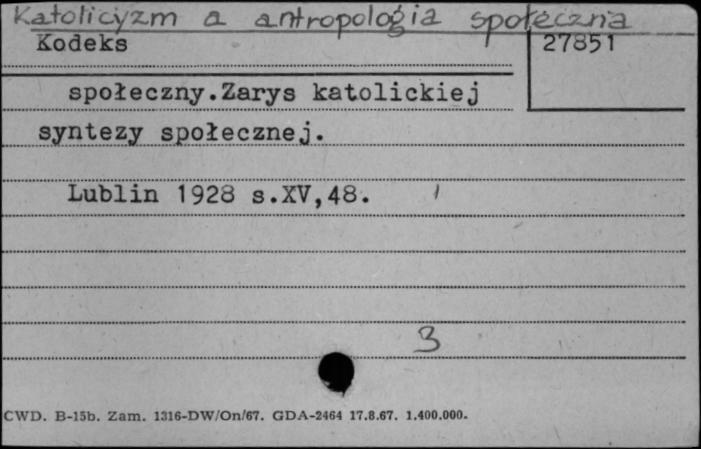 Katolicyzm a antropologia społeczna
Kodeks
27851
społeczny.Zarys katolickiej
syntezy społecznej.
Lublin 1928 s.XV,48.
3
CWD. B-15b. Zam. 1316-DW/On/67. GDA-2464 17.8.67. 1.400.000.